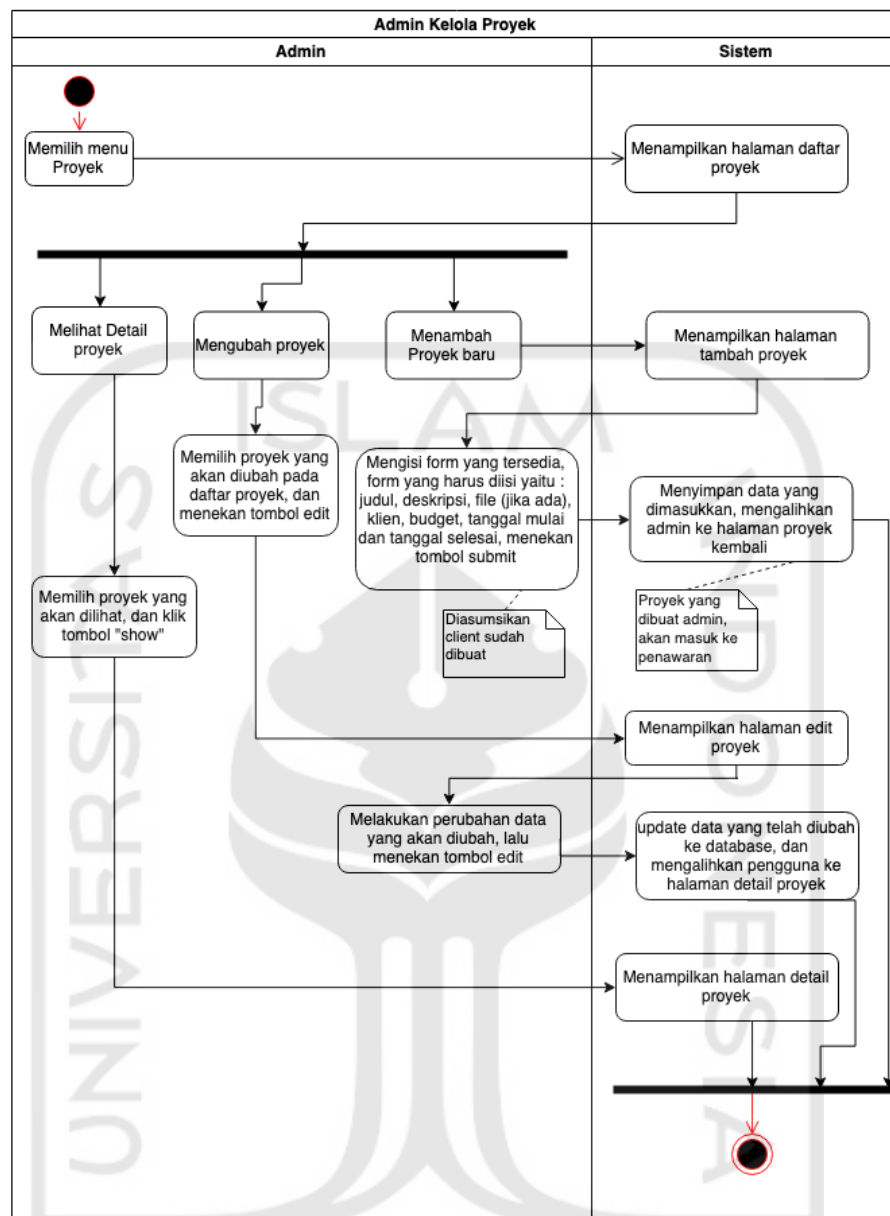 Admin Kelola Proyek
Admin
Sistem
Memilih menu
Proyek
Menampilkan halaman daftar
proyek
Melihat Detail
proyek
Mengubah proyek
Menambah
Proyek baru
Menampilkan halaman
tambah proyek
Memilih proyek yang
akan diubah pada
daftar proyek, dan
menekan tombol edit
Mengisi form yang tersedia,
form yang harus diisi yaitu :
judul, deskripsi, file (jika ada),
klien, budget, tanggal mulai
dan tanggal selesai, menekan
tombol submit
Menyimpan data yang
dimasukkan, mengalihkan
admin ke halaman proyek
kembali
Memilih proyek yang
akan dilihat, dan klik
tombol "show"
Diasumsikan
client sudah
dibuat
Proyek yang
dibuat admin,
akan masuk ke
penawaran
Menampilkan halaman edit
proyek
Melakukan perubahan data
yang akan diubah, lalu
menekan tombol edit
update data yang telah diubah
ke database, dan
mengalihkan pengguna ke
halaman detail proyek
Menampilkan halaman detail
proyek
UNIVERSITAS
ISLAM
INDONESIA